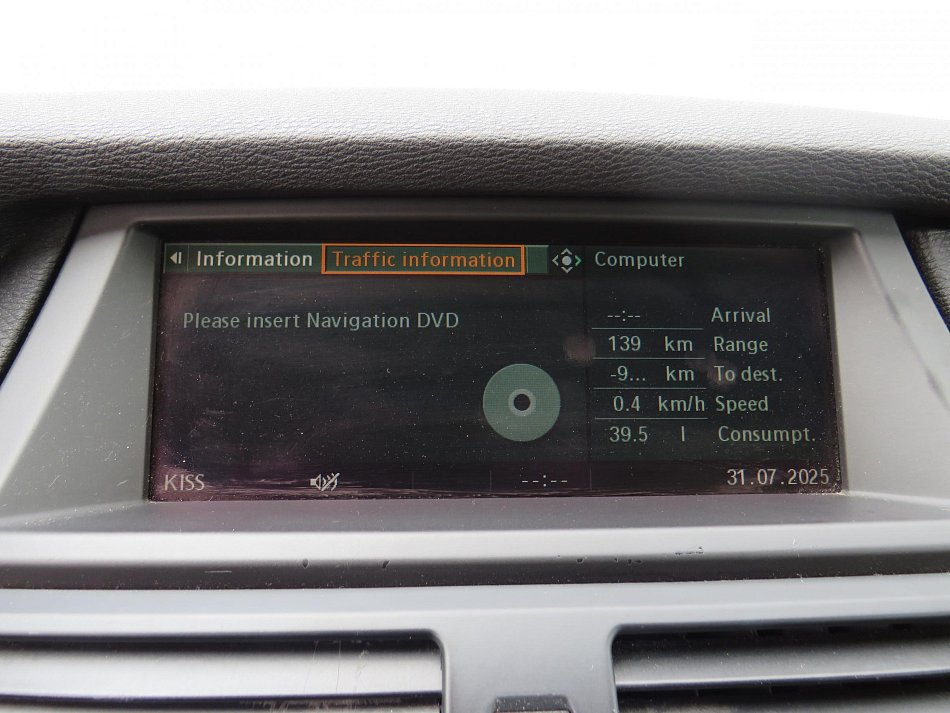 Information Traffic information Computer
Please insert Navigation DVD
--:-- Arrival
139 km Range
-9... km To dest.
0.4 km/h Speed
39.5 l Consumpt.
KISS --:-- 31.07.2025